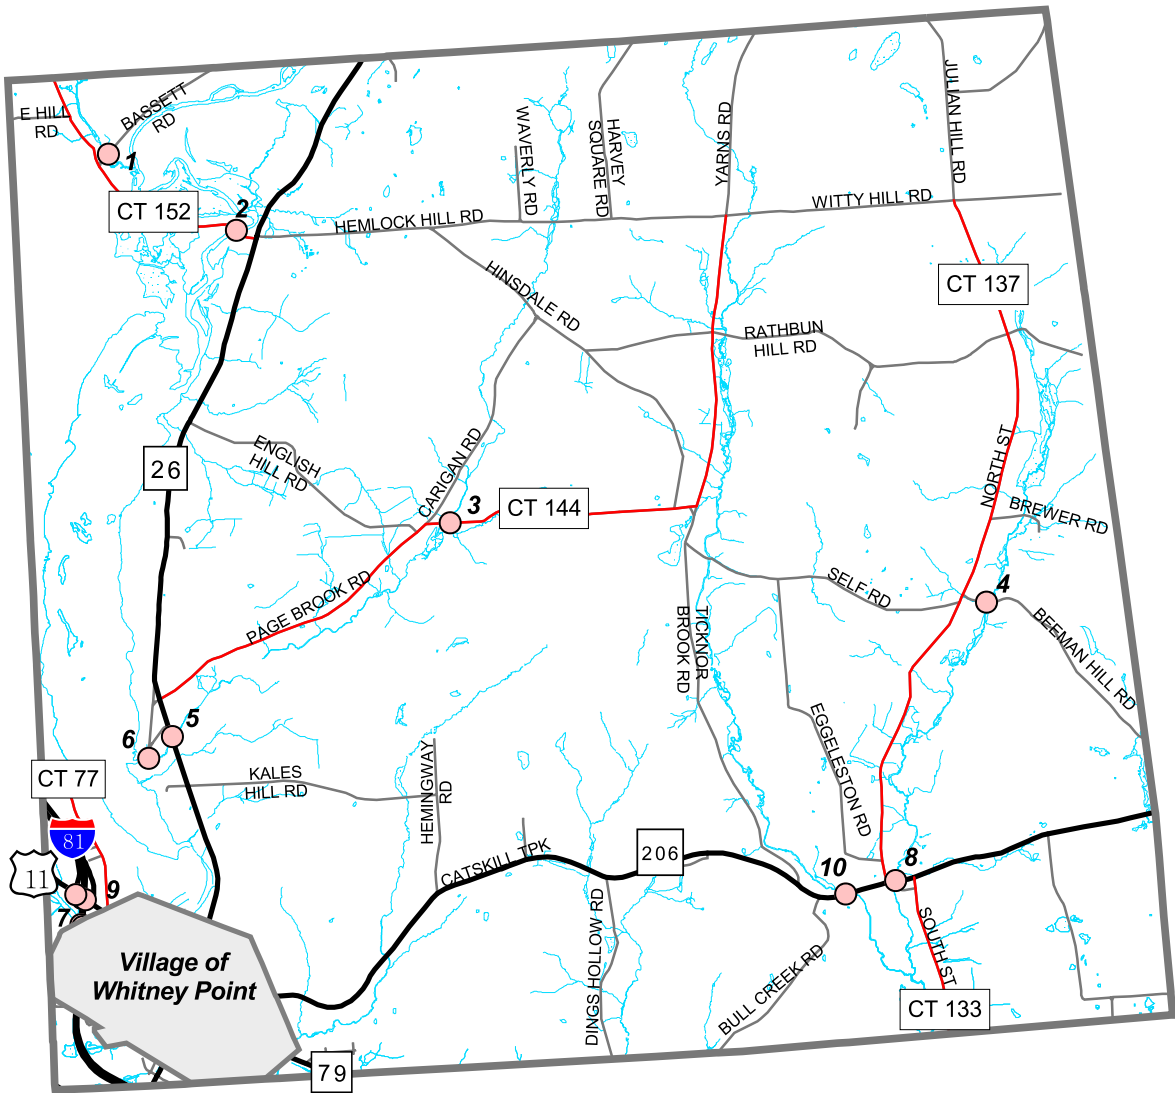 E HILL
RD
BASSETT
RD
1
CT 152
2
HEMLOCK HILL RD
WAVERLY RD
HARVEY
SQUARE RD
YARNS RD
WITTY HILL RD
JULIAN HILL RD
CT 137
HINSDALE RD
RATHBUN
HILL RD
26
ENGLISH
HILL RD
CARIGAN RD
3
CT 144
NORTH ST
BREWER RD
PAGE BROOK RD
SELF RD
4
BEEMAN HILL RD
TICKNOR
BROOK RD
EGGELESTON RD
5
6
CT 77
KALES
HILL RD
HEMINGWAY
RD
81
11
9
7
CATSKILL TPK
206
10
8
DINGS HOLLOW RD
BULL CREEK RD
SOUTH ST
CT 133
Village of
Whitney Point
79